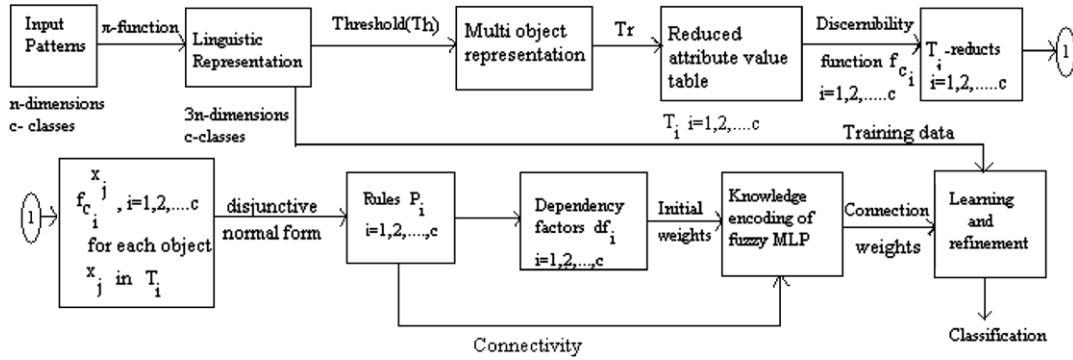 Input
Patterns
π-function
Linguistic
Representation
Threshold(Th)
Multi object
representation
Tr
Reduced
attribute value
table
Discernibility
function f c i
i=1,2,.....c
T i -reducts
i=1,2,.....c
1
n-dimensions
c- classes
3n-dimensions
c-classes
T i i=1,2,....c
Training data
1
x j
f c i , i=1,2,....c
for each object
x j in T i
disjunctive
normal form
Rules P i
i=1,2,....,c
Dependency
factors df i
i=1,2,...,c
Initial
weights
Knowledge
encoding of
fuzzy MLP
Connection
weights
Learning
and
refinement
Connectivity
Classification